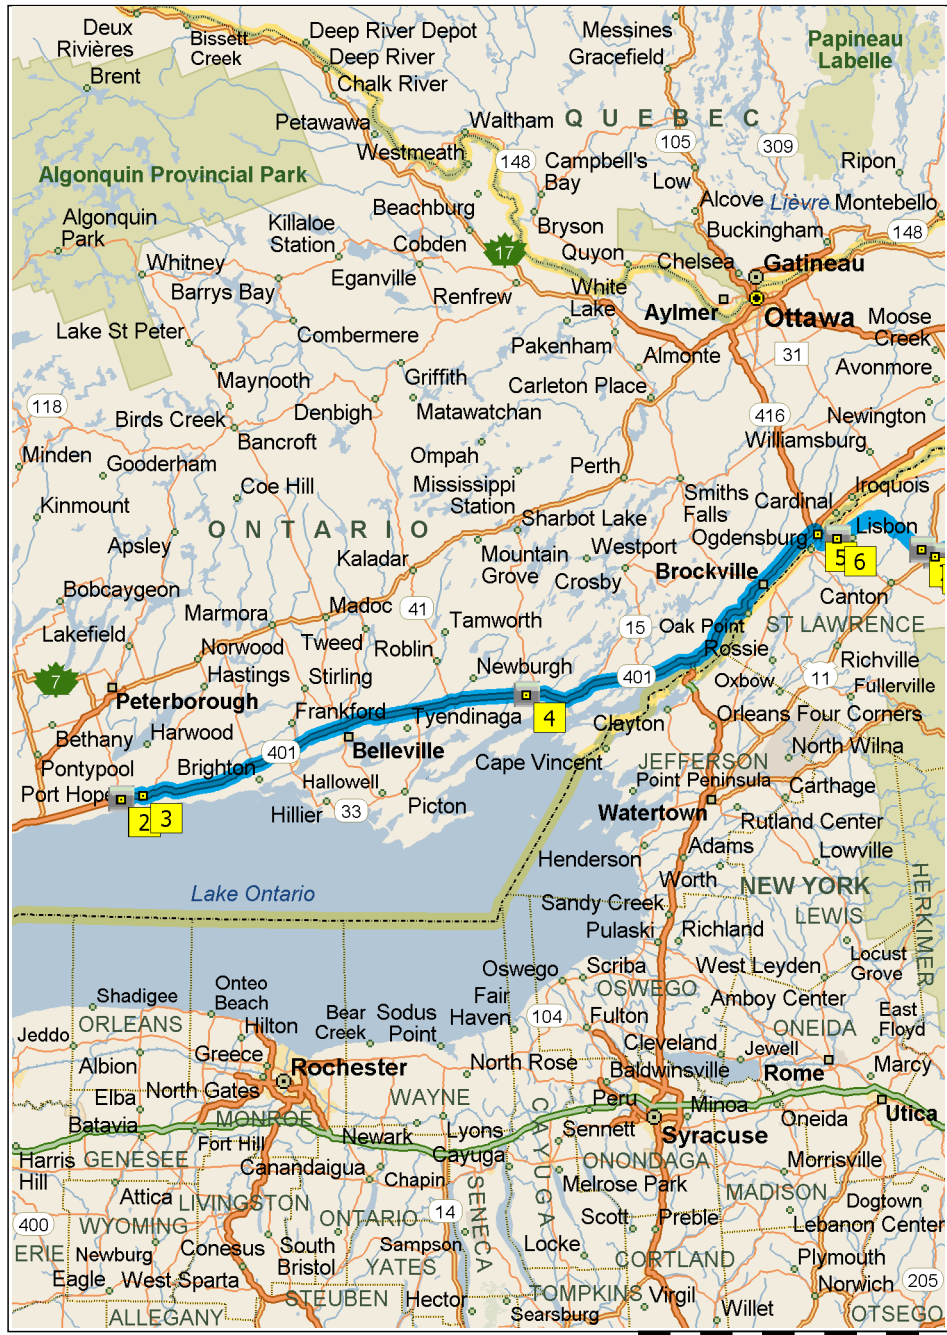 Deux
Rivières
Bissett
Creek
Deep River Depot
Messines
Papineau
Labelle
Brent
Deep River
Gracefield
Chalk River
Petawawa
Waltham
QUEBEC
105
309
Westmeath
148
Campbell's
Bay
Ripon
Algonquin Provincial Park
Low
Algonquin
Park
Killaloe
Station
Beachburg
Bryson
Alcove
Lièvre
Montebello
Buckingham
148
Cobden
17
Quyon
Chelsea
Gatineau
Whitney
Eganville
Barrys Bay
Renfrew
White
Lake
Aylmer
Ottawa
Moose
Creek
Lake St Peter
Combermere
Pakenham
Almonte
31
Avonmore
Maynooth
Griffith
Carleton Place
118
Birds Creek
Denbigh
Matawatchan
416
Newington
Bancroft
Williamsburg
Minden
Gooderham
Ompah
Perth
Coe Hill
Mississippi
Station
Smiths
Falls
Cardinal
Iroquois
Kinmount
ONTARIO
Sharbot Lake
Ogdensburg
Lisbon
Apsley
Kaladar
Mountain
Grove
Westport
5
6
1
Crosby
Brockville
Bobcaygeon
Canton
Marmora
Madoc
41
Tamworth
15
Oak Point
ST LAWRENCE
Lakefield
Norwood
Tweed
Roblin
Rossie
Richville
7
Hastings
Stirling
Newburgh
401
Oxbow
11
Fullerville
Peterborough
Frankford
Tyendinaga
4
Clayton
Orleans Four Corners
Bethany
Harwood
401
Belleville
Cape Vincent
JEFFERSON
North Wilna
Pontypool
Brighton
Hallowell
Point Peninsula
Carthage
Port Hope
2
3
Hillier
33
Picton
Watertown
Rutland Center
Henderson
Adams
Lowville
Lake Ontario
Worth
NEW YORK
HERKIMER
Sandy Creek
LEWIS
Pulaski
Richland
Oswego
Scriba
West Leyden
Locust
Grove
Onteo
Beach
Shadigee
Fair
Haven
OSWEGO
Amboy Center
East
Floyd
ORLEANS
Hilton
Bear
Creek
Sodus
Point
104
Fulton
ONEIDA
Jeddo
Greece
Cleveland
Jewell
Albion
Rochester
North Rose
Baldwinsville
Rome
Marcy
Elba
North Gates
WAYNE
CAYUGA
Peru
Minoa
Utica
Batavia
MONROE
Oneida
Fort Hill
Newark
Lyons
Sennett
Syracuse
Harris
Hill
GENESEE
Canandaigua
Cayuga
ONONDAGA
Morrisville
Chapin
SENECA
Melrose Park
MADISON
Attica
LIVINGSTON
Dogtown
400
WYOMING
ONTARIO
14
Scott
Preble
Lebanon Center
ERIE
Newburg
Conesus
South
Bristol
Sampson
YATES
Locke
CORTLAND
Plymouth
Eagle
West Sparta
STEUBEN
Hector
TOMPKINS
Virgil
Norwich
205
ALLEGANY
Searsburg
Willet
OTSEGO